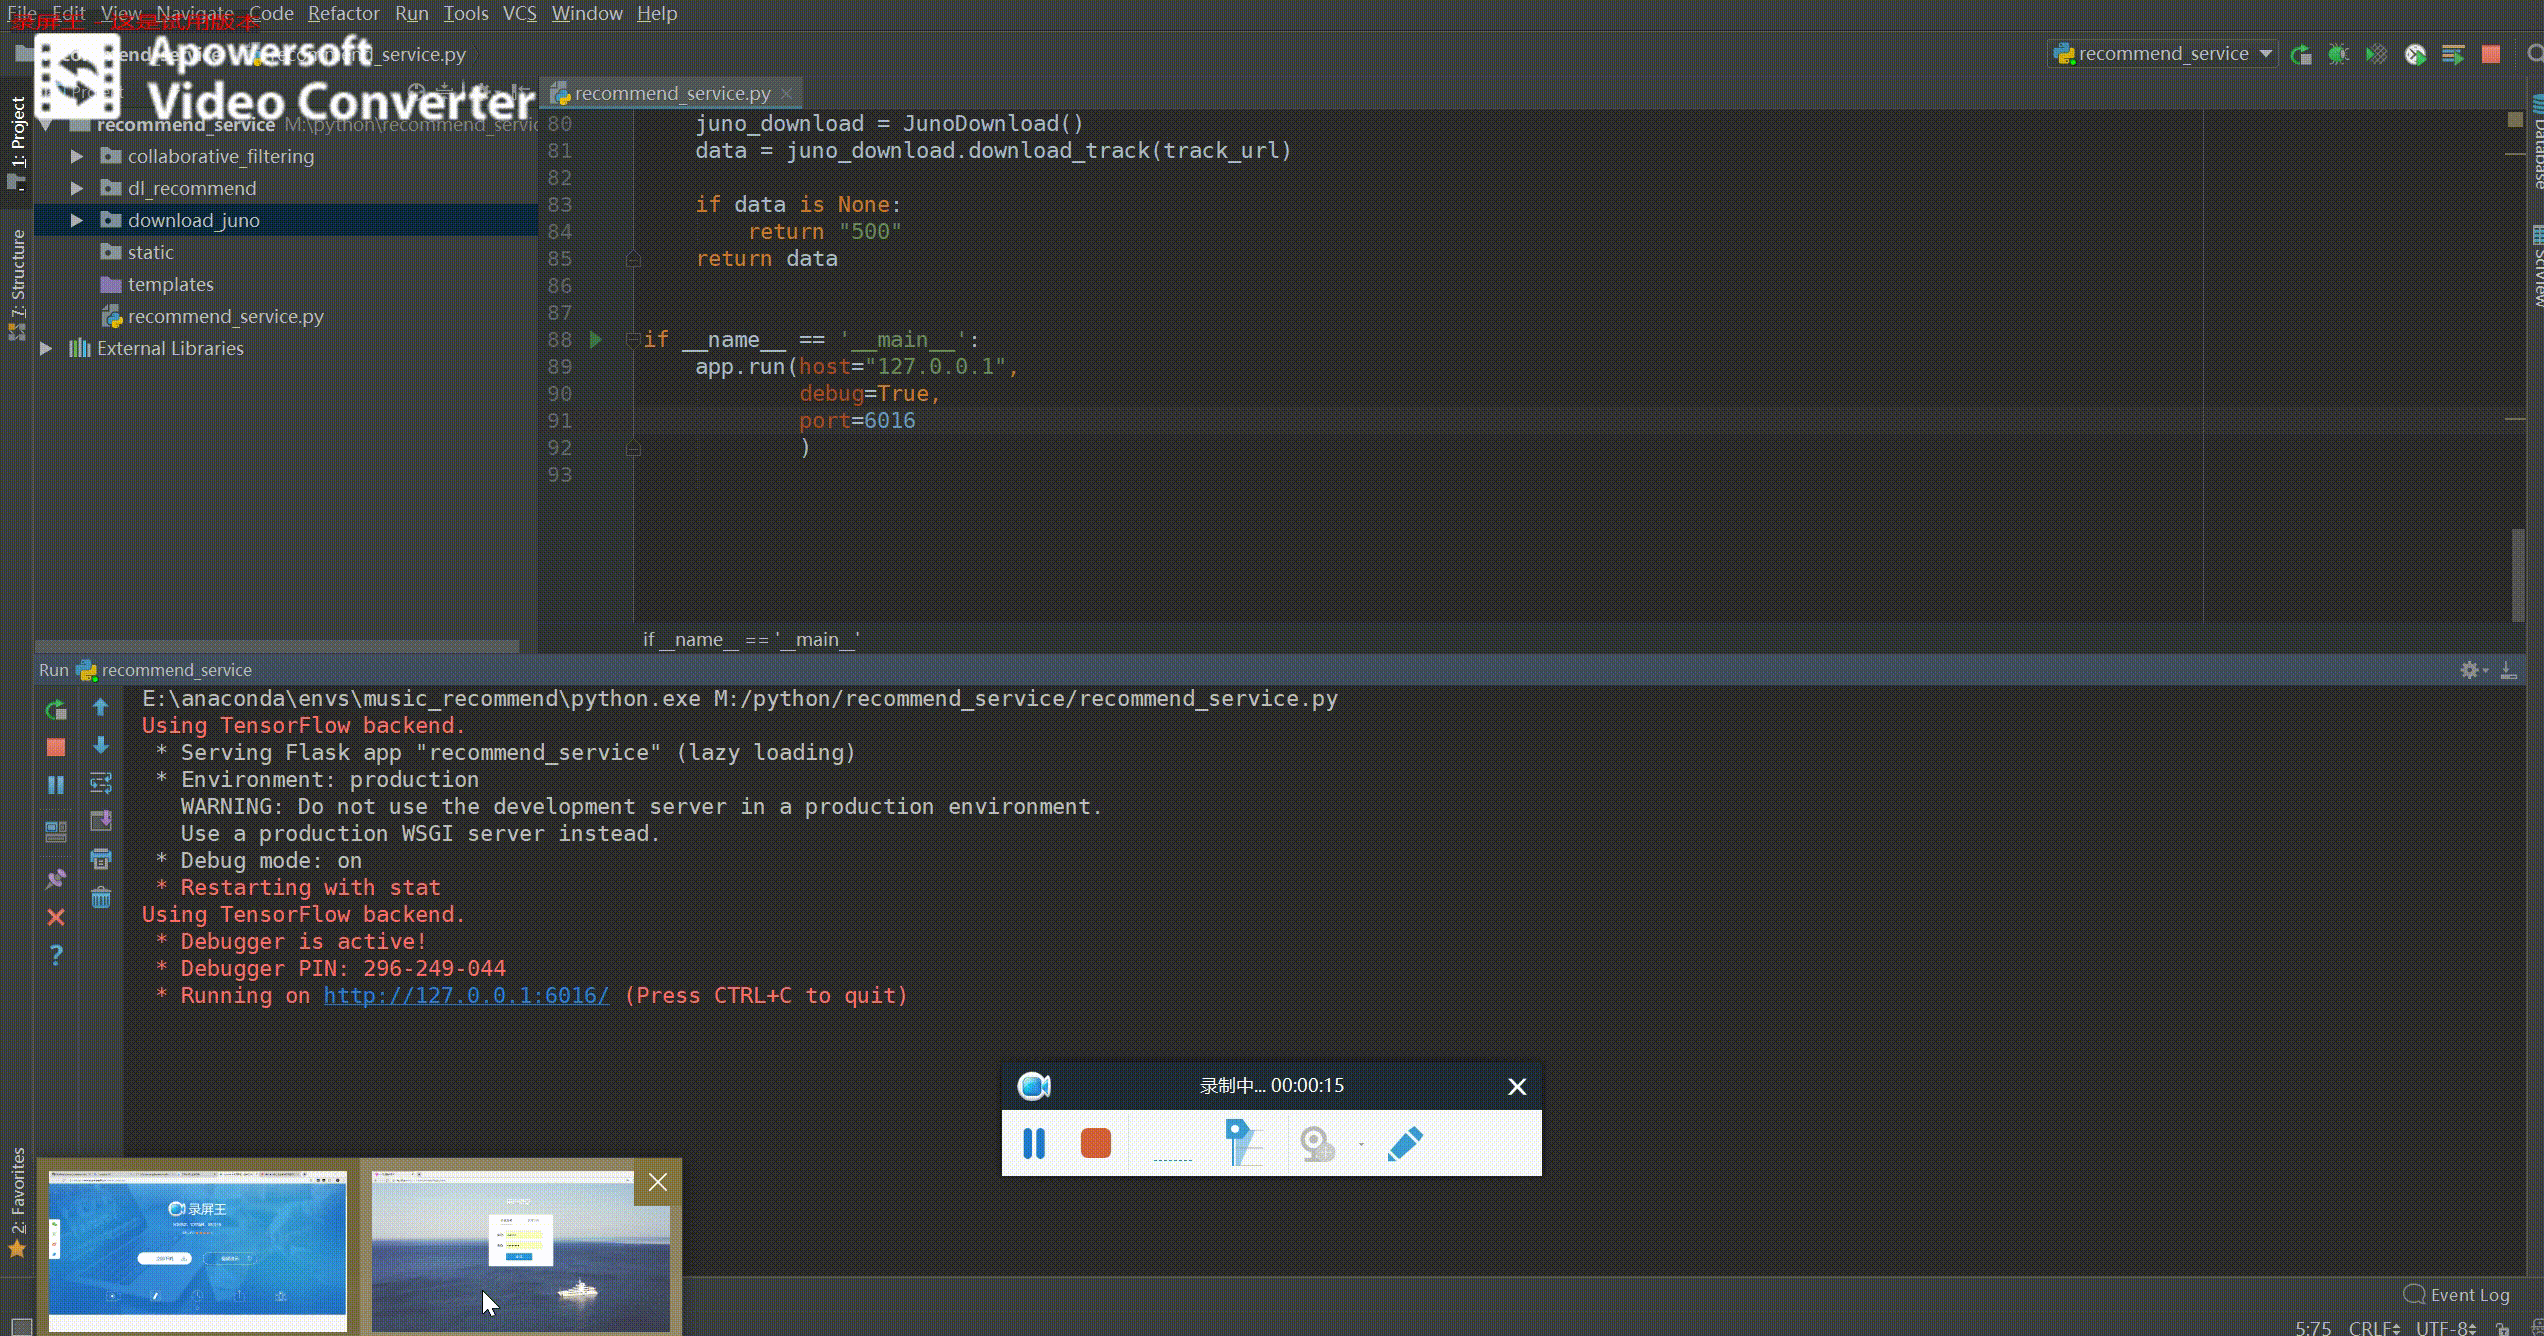 File Edit View Navigate Code Refactor Run Tools VCS Window Help
录屏王 - 这是试用版本
Apowersoft
Video Converter
recommend_service.py
recommend_service
1: Project
recommend_service.py
recommend_service M:\python\recommend_servic
collaborative_filtering
dl_recommend
download_juno
static
templates
recommend_service.py
External Libraries
7: Structure
Database
SciView
80 juno_download = JunoDownload()
81 data = juno_download.download_track(track_url)
82
83 if data is None:
84 return "500"
85 return data
86
87
88 if __name__ == '__main__':
89 app.run(host="127.0.0.1",
90 debug=True,
91 port=6016
92 )
93
if __name__ == '__main__'
Run recommend_service
E:\anaconda\envs\music_recommend\python.exe M:/python/recommend_service/recommend_service.py
Using TensorFlow backend.
* Serving Flask app "recommend_service" (lazy loading)
* Environment: production
WARNING: Do not use the development server in a production environment.
Use a production WSGI server instead.
* Debug mode: on
* Restarting with stat
Using TensorFlow backend.
* Debugger is active!
* Debugger PIN: 296-249-044
* Running on http://127.0.0.1:6016/ (Press CTRL+C to quit)
录制中... 00:00:15
2: Favorites
录屏王
Event Log
5:75 CRLF UTF-8